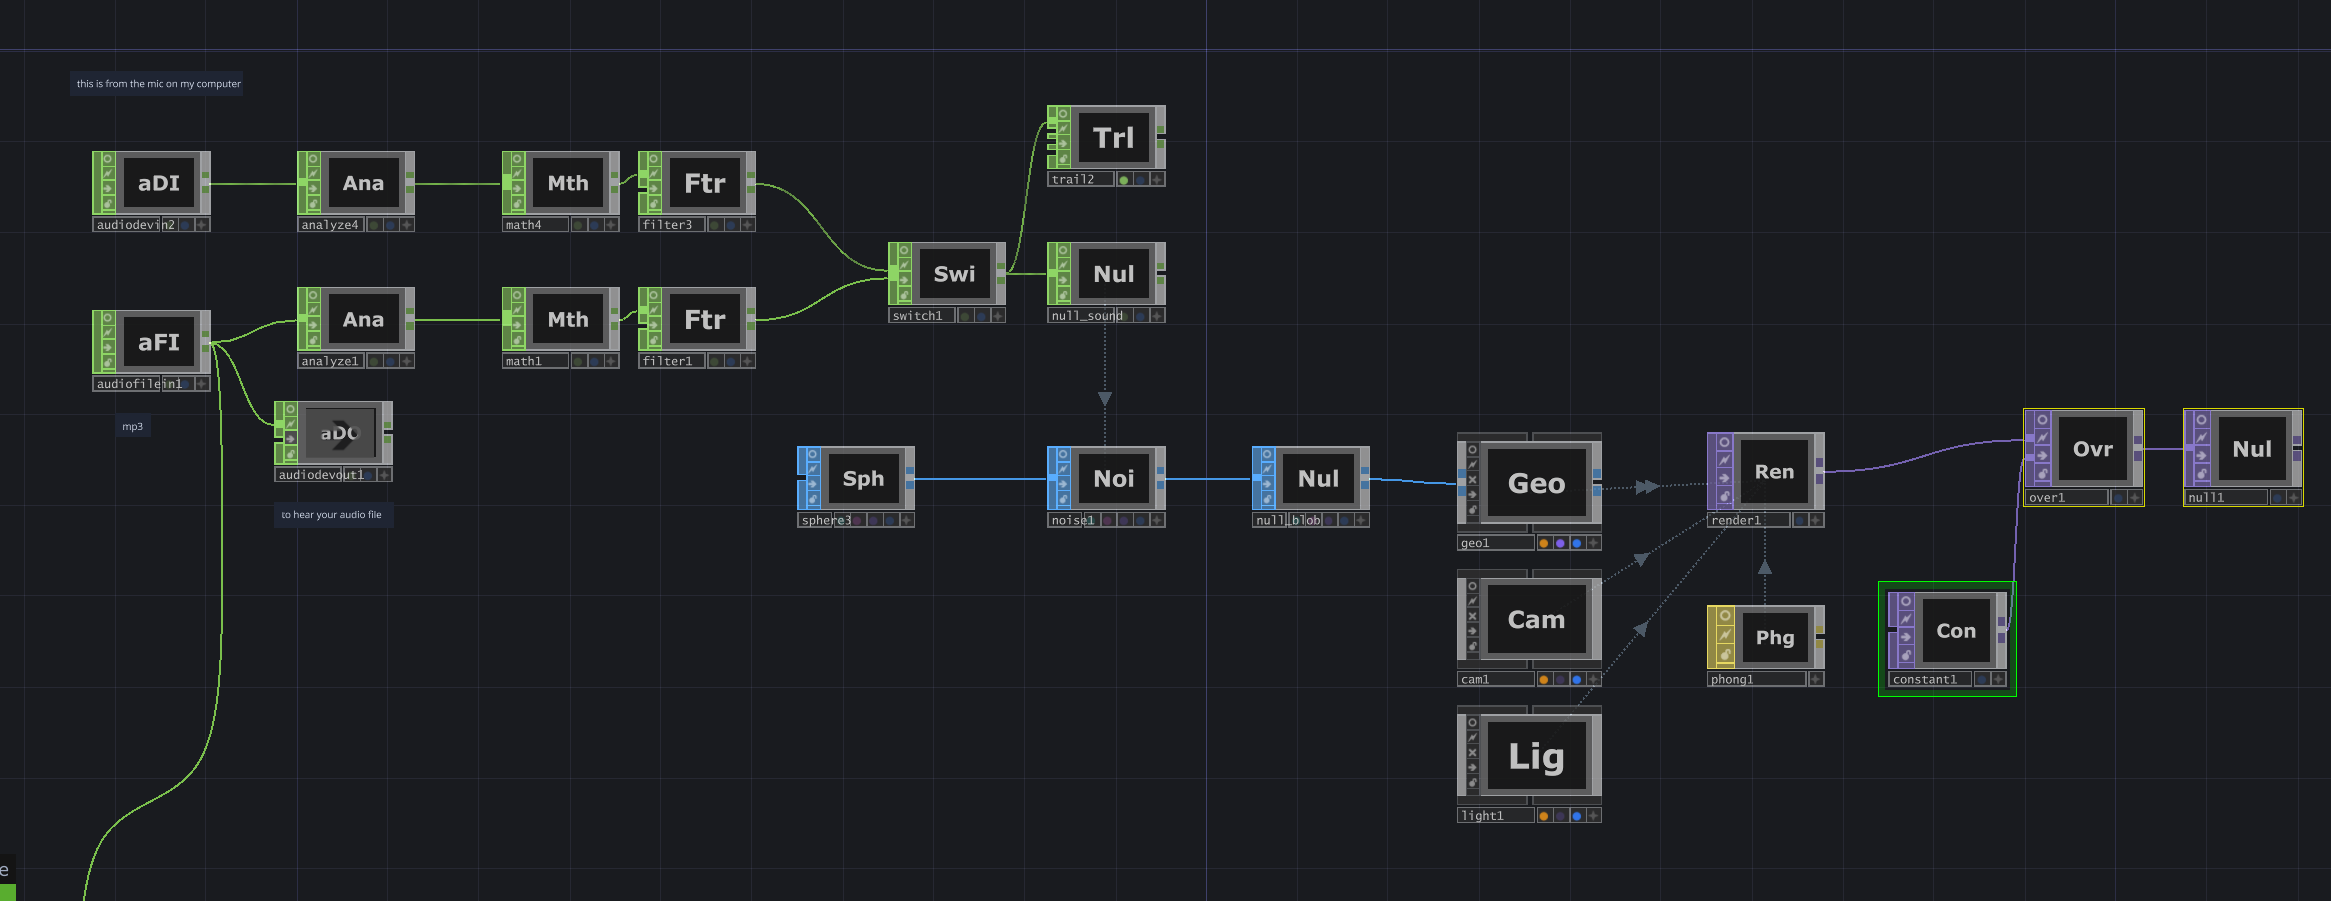 this is from the mic on my computer
Trl
trail2
aDI
audiodevin2
Ana
analyze4
Mth
math4
Ftr
filter3
Swi
switch1
Nul
null_sound
aFI
audiofilein1
mp3
Ana
analyze1
Mth
math1
Ftr
filter1
aDO
audiodevout1
to hear your audio file
Sph
sphere3
Noi
noise1
Nul
null_blob
Geo
geo1
Ren
render1
Ovr
over1
Nul
null1
Cam
cam1
Phg
phong1
Con
constant1
Lig
light1
e